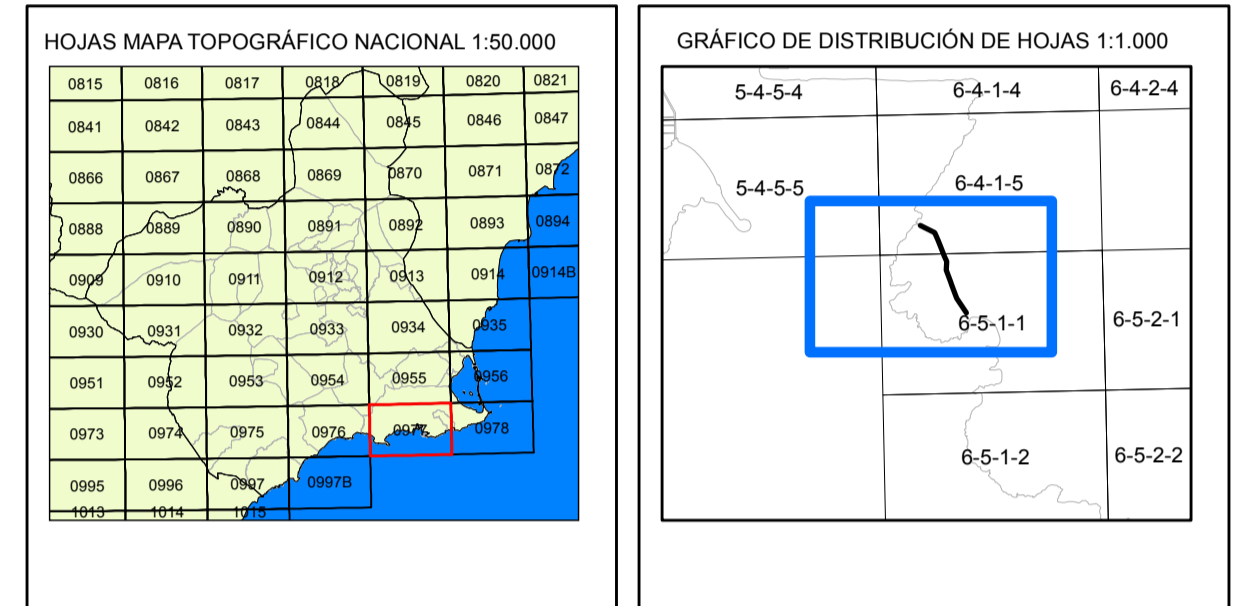 HOJAS MAPA TOPOGRÁFICO NACIONAL 1:50.000
0815 0816 0817 0818 0819 0820 0821
0841 0842 0843 0844 0845 0846 0847
0866 0867 0868 0869 0870 0871 0872
0888 0889 0890 0891 0892 0893 0894
0909 0910 0911 0912 0913 0914 0914B
0930 0931 0932 0933 0934 0935
0951 0952 0953 0954 0955 0956
0973 0974 0975 0976 0977 0978
0995 0996 0997 0997B
1013 1014 1015
GRÁFICO DE DISTRIBUCIÓN DE HOJAS 1:1.000
5-4-5-4 6-4-1-4 6-4-2-4
5-4-5-5 6-4-1-5
6-5-1-1 6-5-2-1
6-5-1-2 6-5-2-2